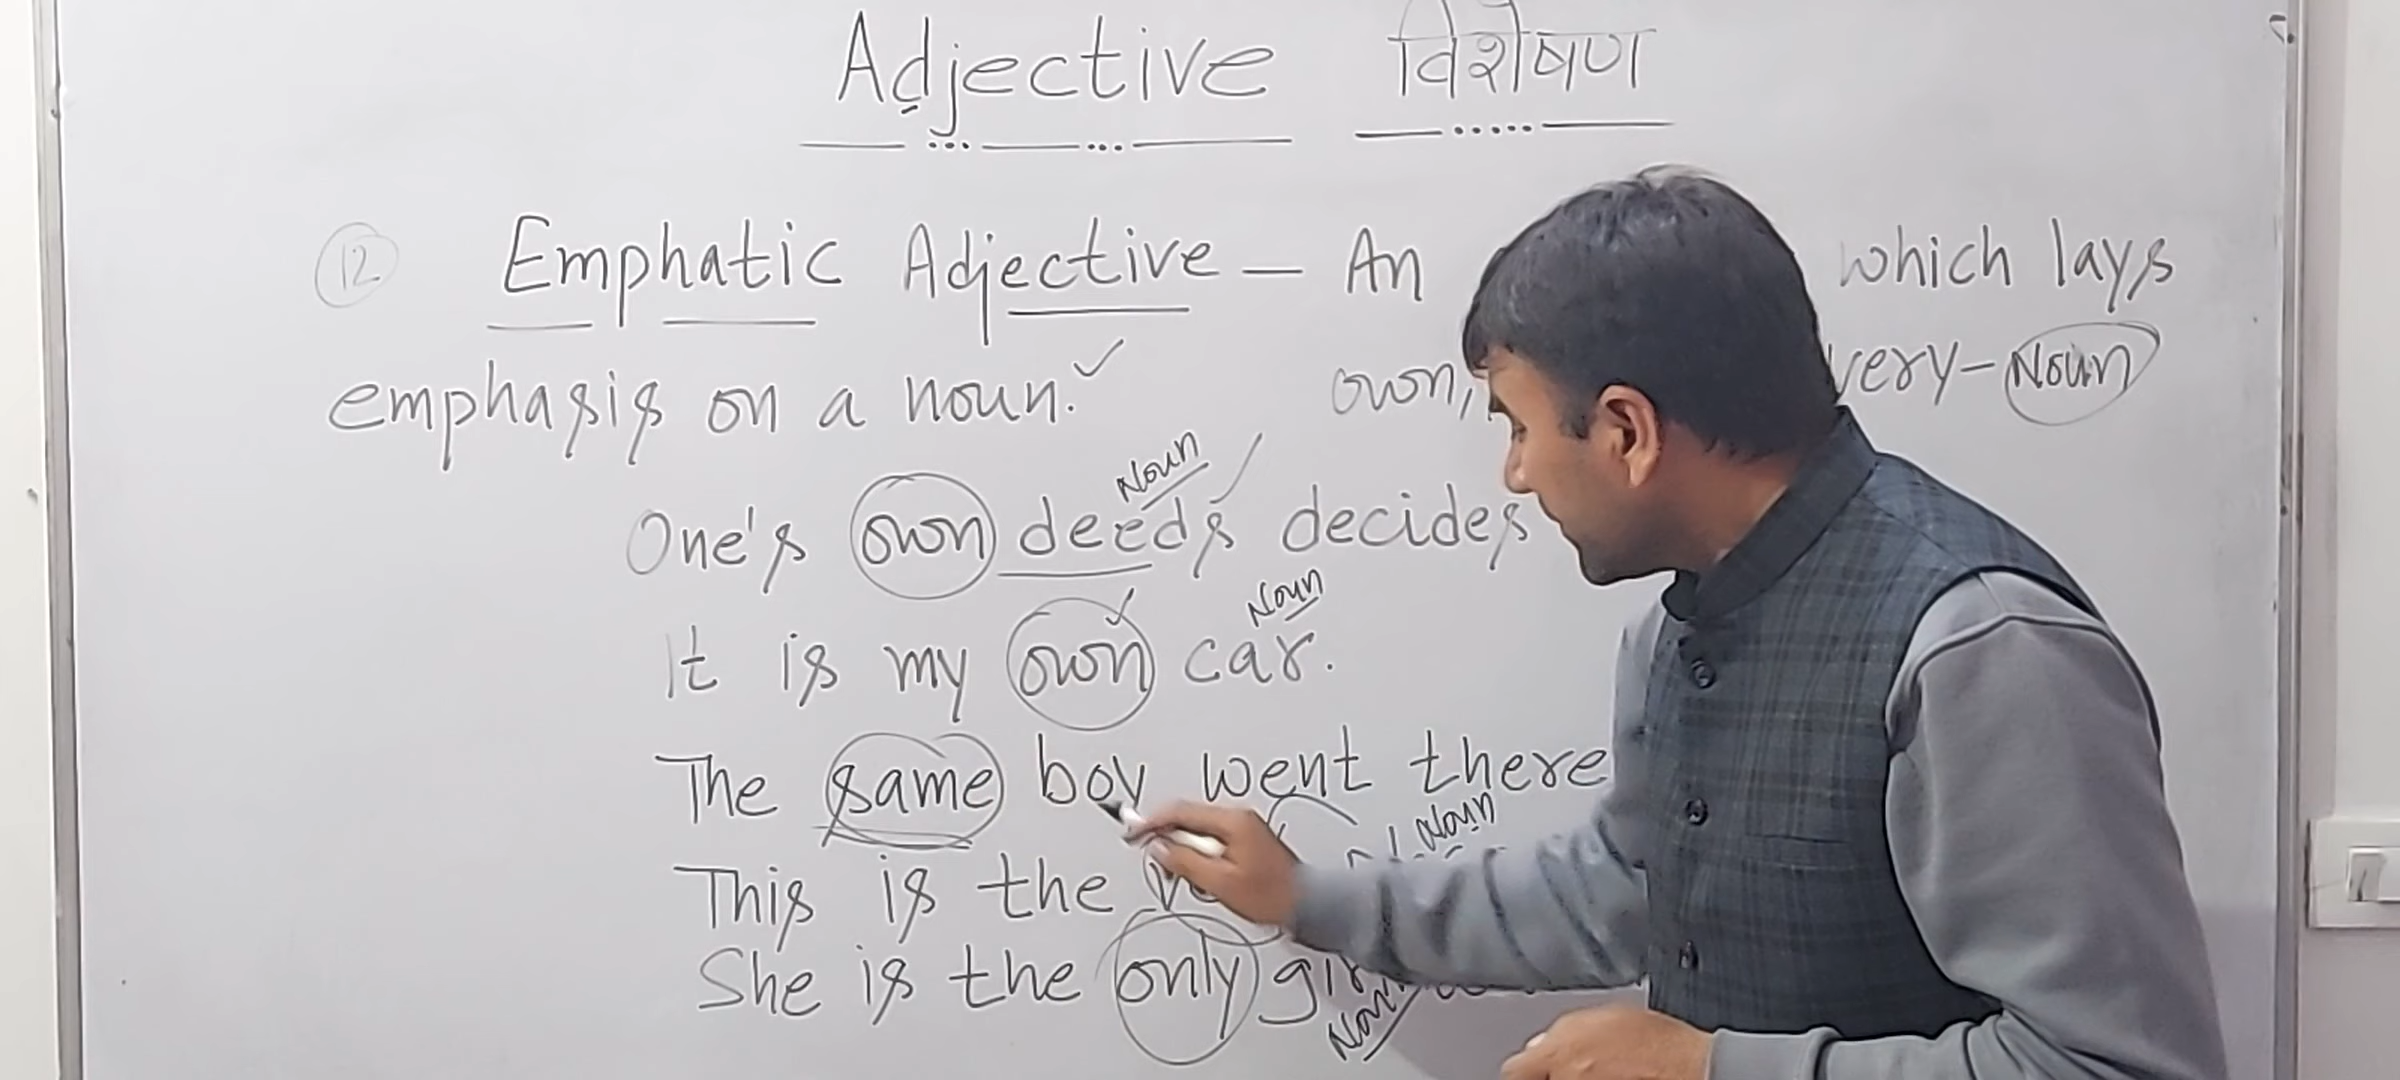 Adjective विशेषण
12 Emphatic Adjective — An which lays
emphasis on a noun. own, very - Noun
Noun
One's own deeds decides
Noun
It is my own car.
The same boy went there
Noun
This is the
She is the only
Noun